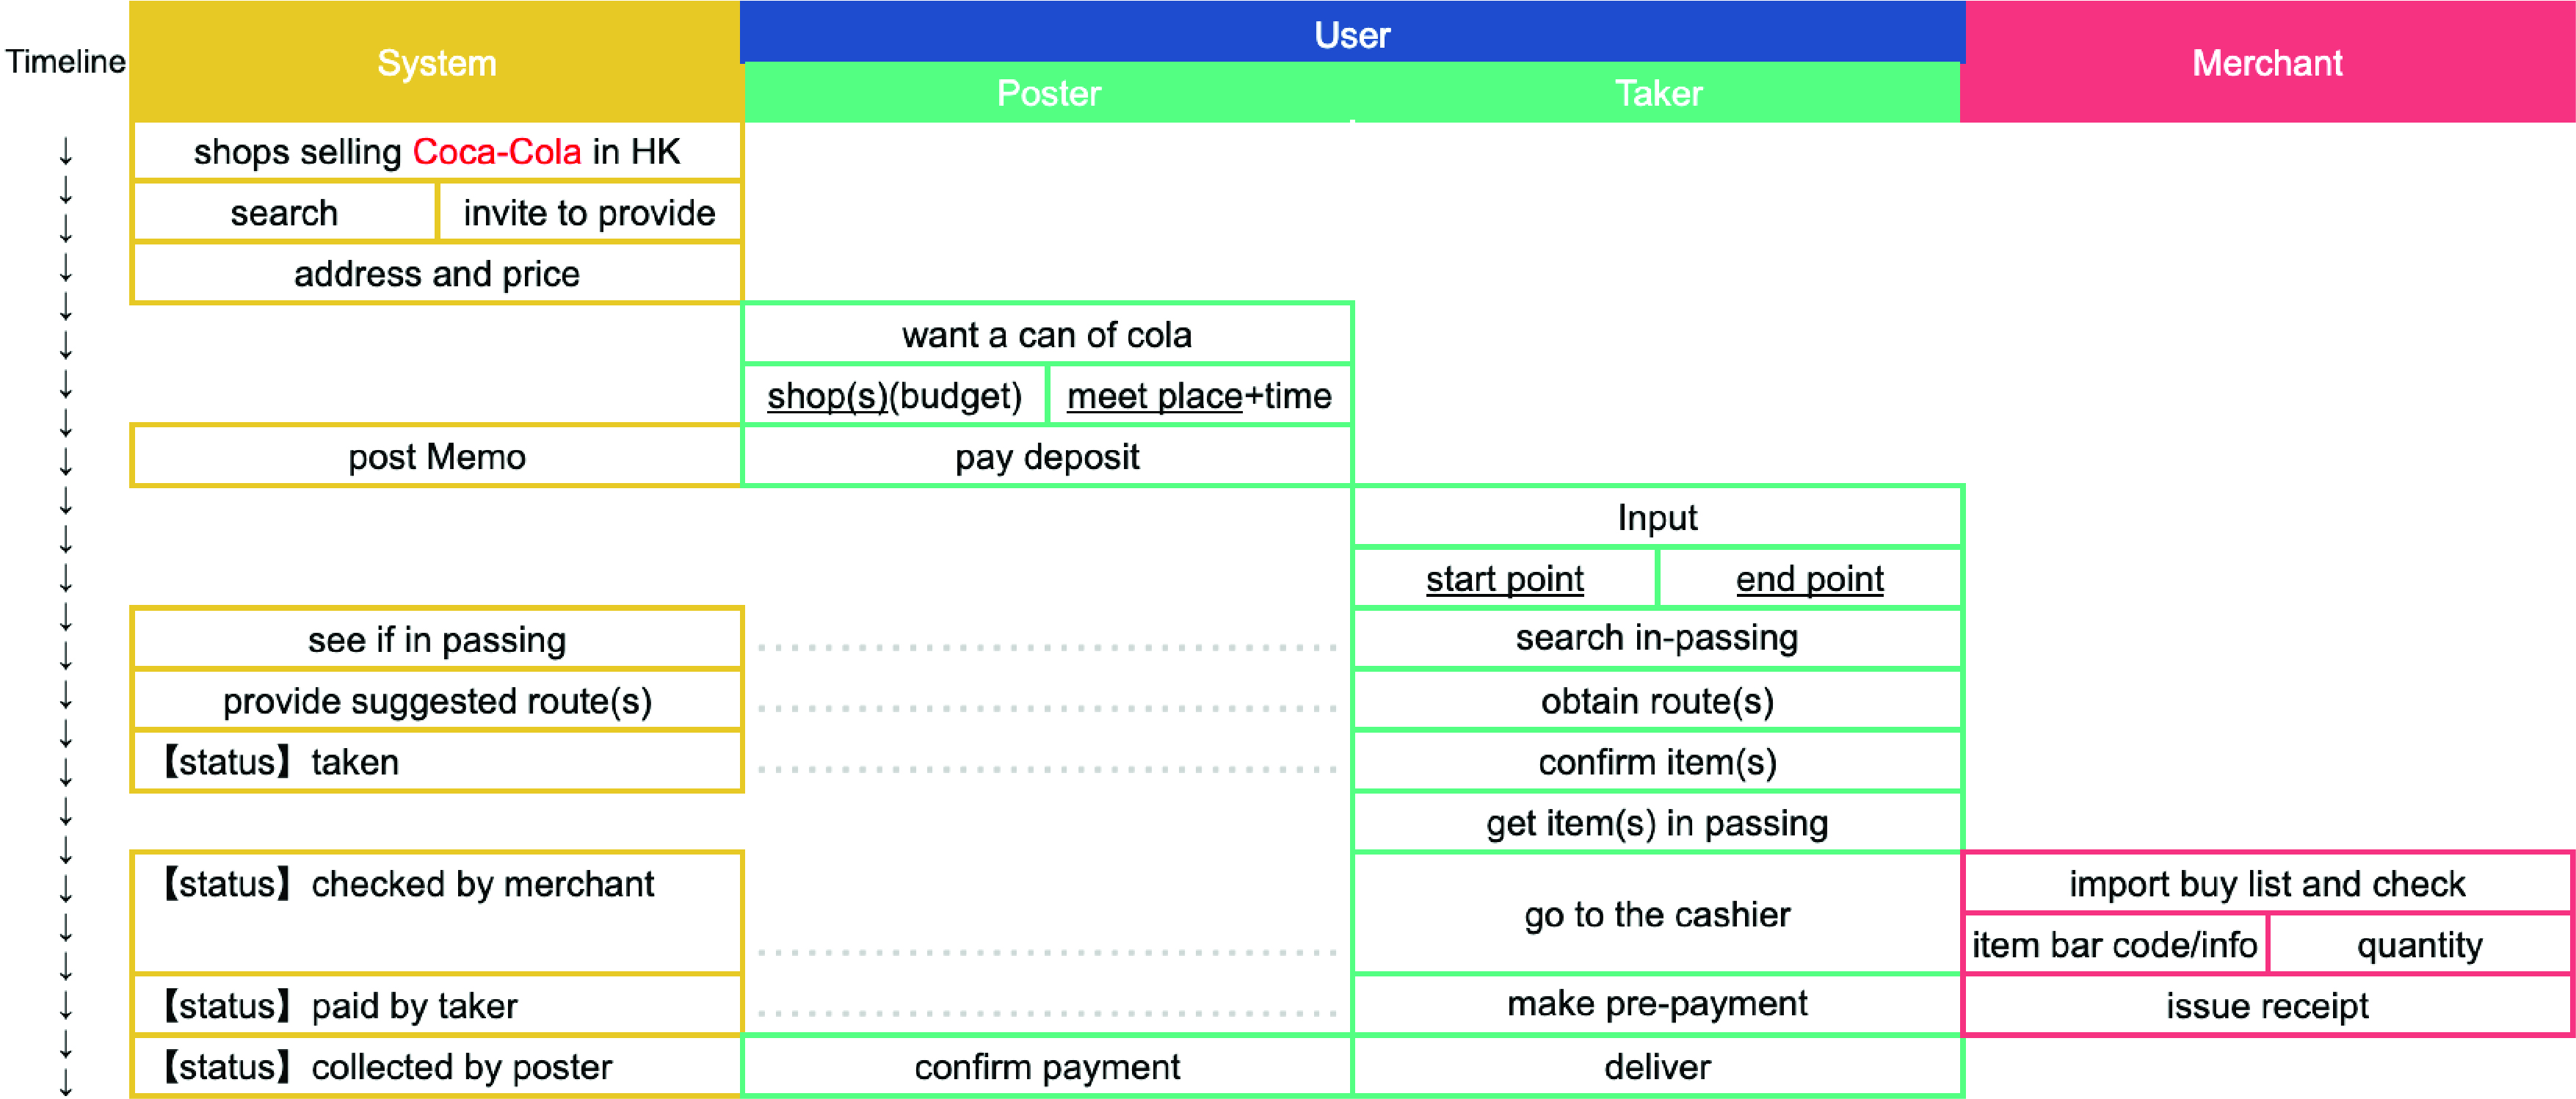 Timeline
System
User
Poster
Taker
Merchant
↓
shops selling Coca-Cola in HK
↓
search
invite to provide
↓
address and price
↓
↓
want a can of cola
↓
shop(s)(budget)
meet place+time
↓
post Memo
pay deposit
↓
↓
Input
↓
start point
end point
↓
see if in passing
search in-passing
↓
provide suggested route(s)
obtain route(s)
↓
【status】taken
confirm item(s)
↓
get item(s) in passing
↓
【status】checked by merchant
go to the cashier
import buy list and check
↓
item bar code/info
quantity
↓
【status】paid by taker
make pre-payment
issue receipt
↓
【status】collected by poster
confirm payment
deliver
↓